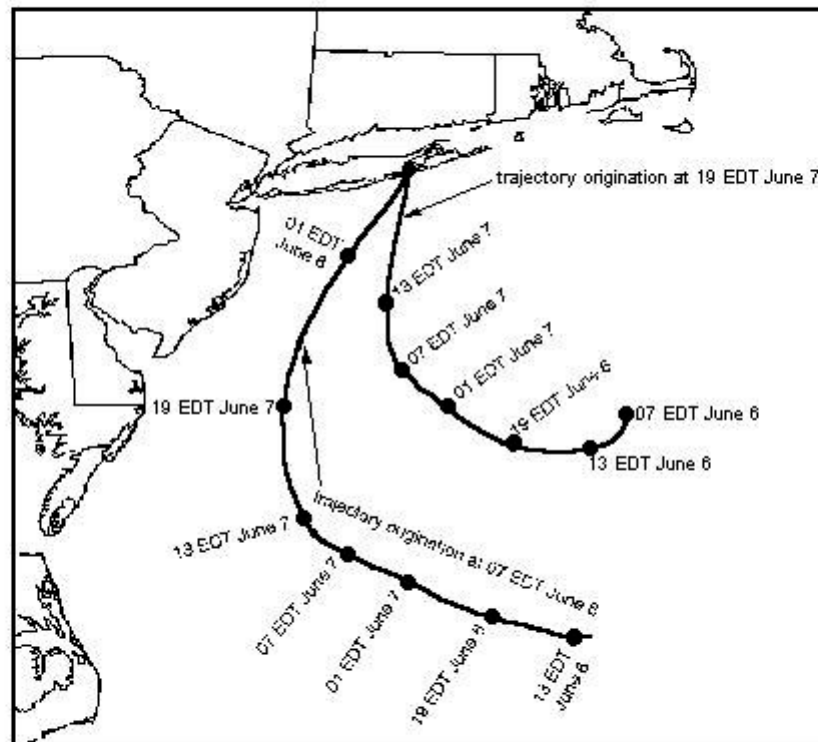 trajectory origination at 19 EDT June 7
01 EDT
June 8
13 EDT June 7
07 EDT June 7
01 EDT June 7
19 EDT June 6
07 EDT June 6
13 EDT June 6
19 EDT June 7
13 EDT June 7
trajectory origination at 07 EDT June 8
07 EDT June 7
01 EDT June 7
19 EDT June 6
13 EDT
June 6